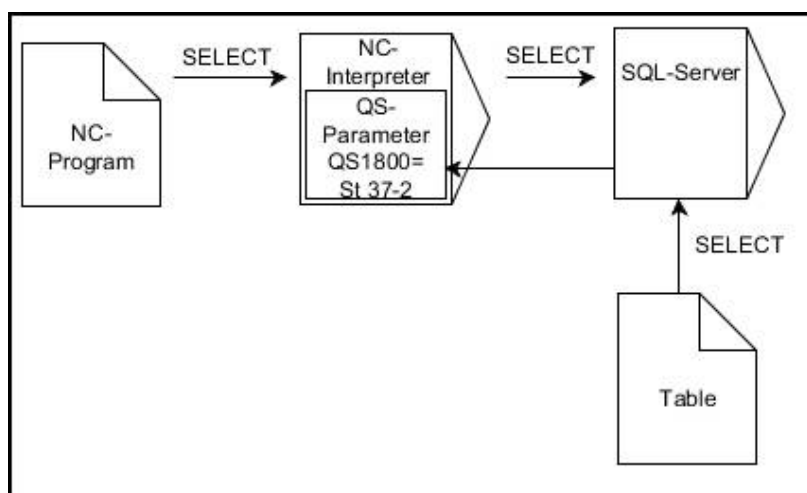 NC-
Program
SELECT
NC-
Interpreter
QS-
Parameter
QS1800=
St 37-2
SELECT
SQL-Server
SELECT
Table